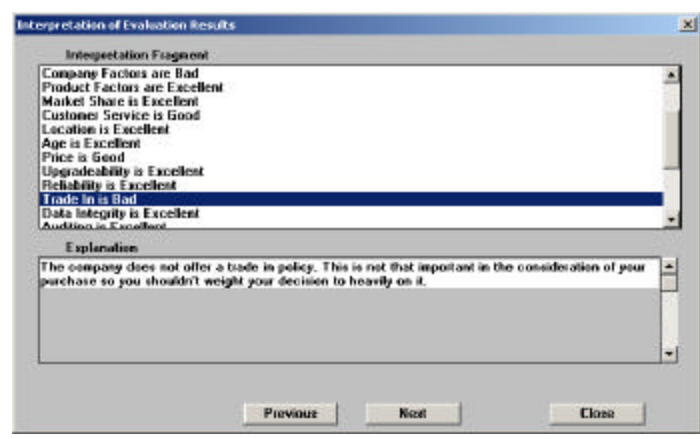 Interpretation of Evaluation Results
Interpretation Fragment
Company Factors are Bad
Product Factors are Excellent
Market Share is Excellent
Customer Service is Good
Location is Excellent
Age is Excellent
Price is Good
Upgradeability is Excellent
Reliability is Excellent
Trade In is Bad
Data Integrity is Excellent
Auditing is Excellent
Explanation
The company does not offer a trade in policy. This is not that important in the consideration of your
purchase so you shouldn't weight your decision to heavily on it.
Previous Next Close